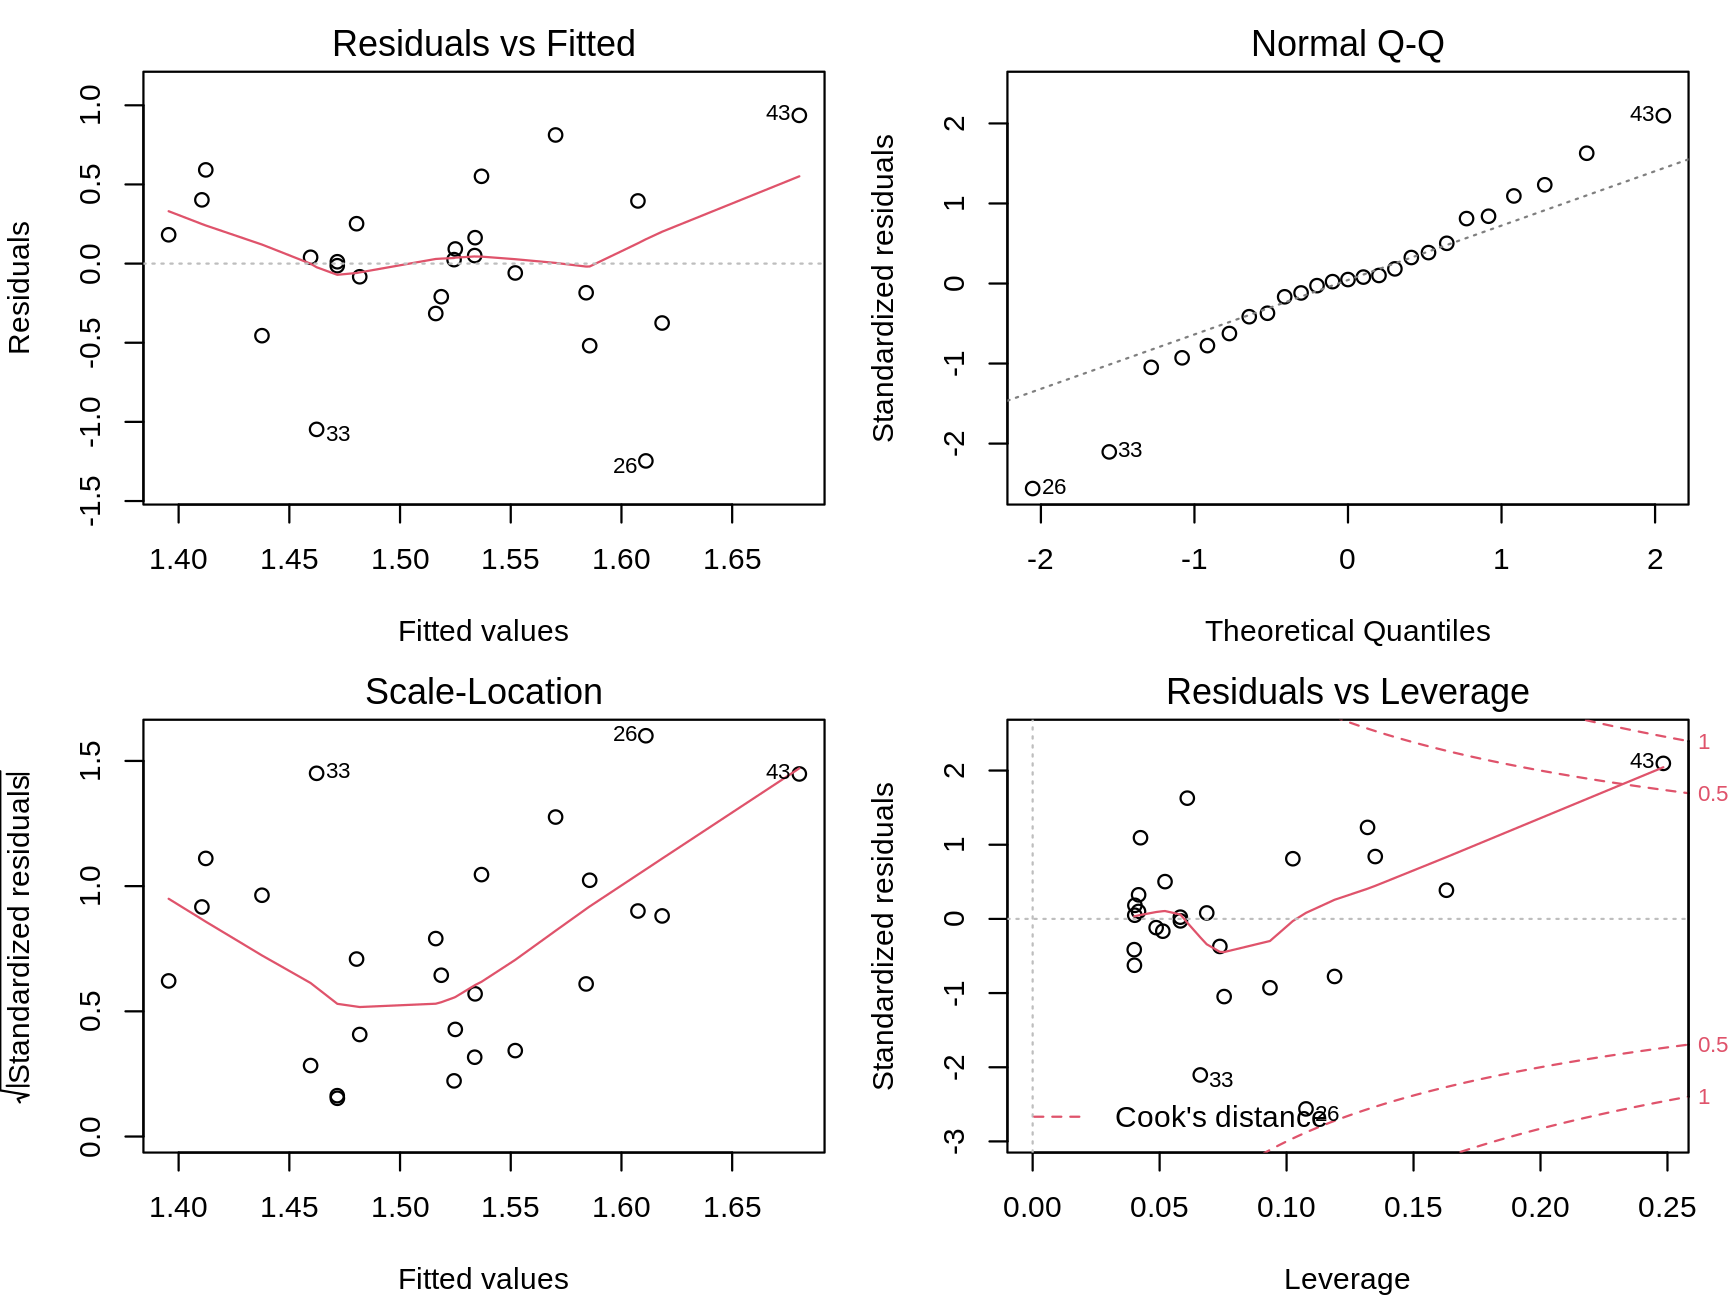 Residuals vs Fitted
Residuals
1.0
0.5
0.0
-0.5
-1.0
-1.5
43
33
26
1.40 1.45 1.50 1.55 1.60 1.65
Fitted values
Normal Q-Q
Standardized residuals
2
1
0
-1
-2
43
33
26
-2 -1 0 1 2
Theoretical Quantiles
Scale-Location
√|Standardized residuals|
1.5
1.0
0.5
0.0
26
33
43
1.40 1.45 1.50 1.55 1.60 1.65
Fitted values
Residuals vs Leverage
Standardized residuals
2
1
0
-1
-2
-3
1
0.5
0.5
1
43
33
26
Cook's distance
0.00 0.05 0.10 0.15 0.20 0.25
Leverage